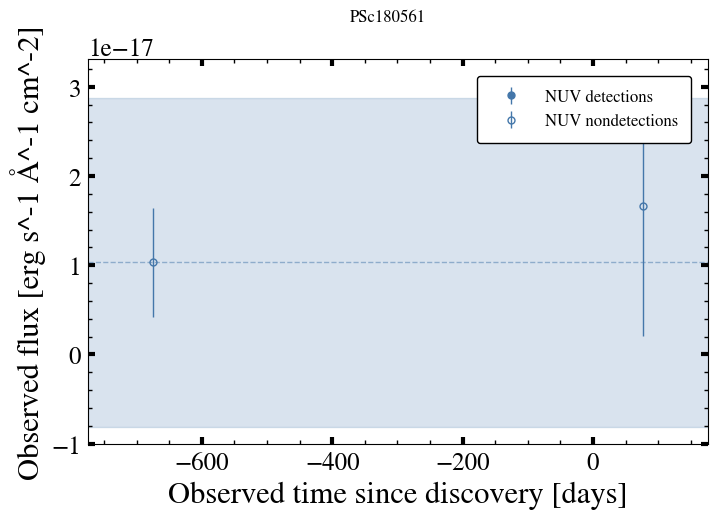 PSc180561
1e−17
NUV detections
NUV nondetections
3
2
1
0
−1
−600
−400
−200
0
Observed time since discovery [days]
Observed flux [erg s^-1 Å^-1 cm^-2]